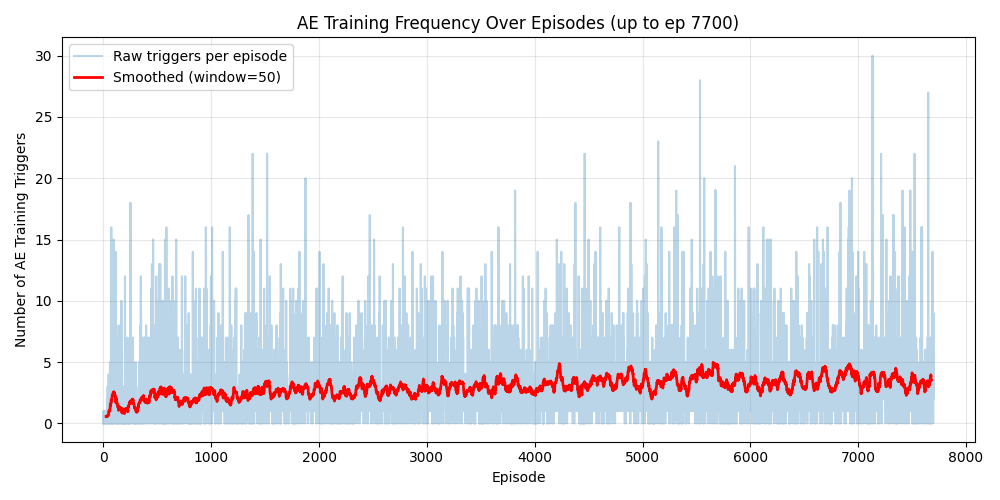 AE Training Frequency Over Episodes (up to ep 7700)
Raw triggers per episode
Smoothed (window=50)
Number of AE Training Triggers
30
25
20
15
10
5
0
0 1000 2000 3000 4000 5000 6000 7000 8000
Episode